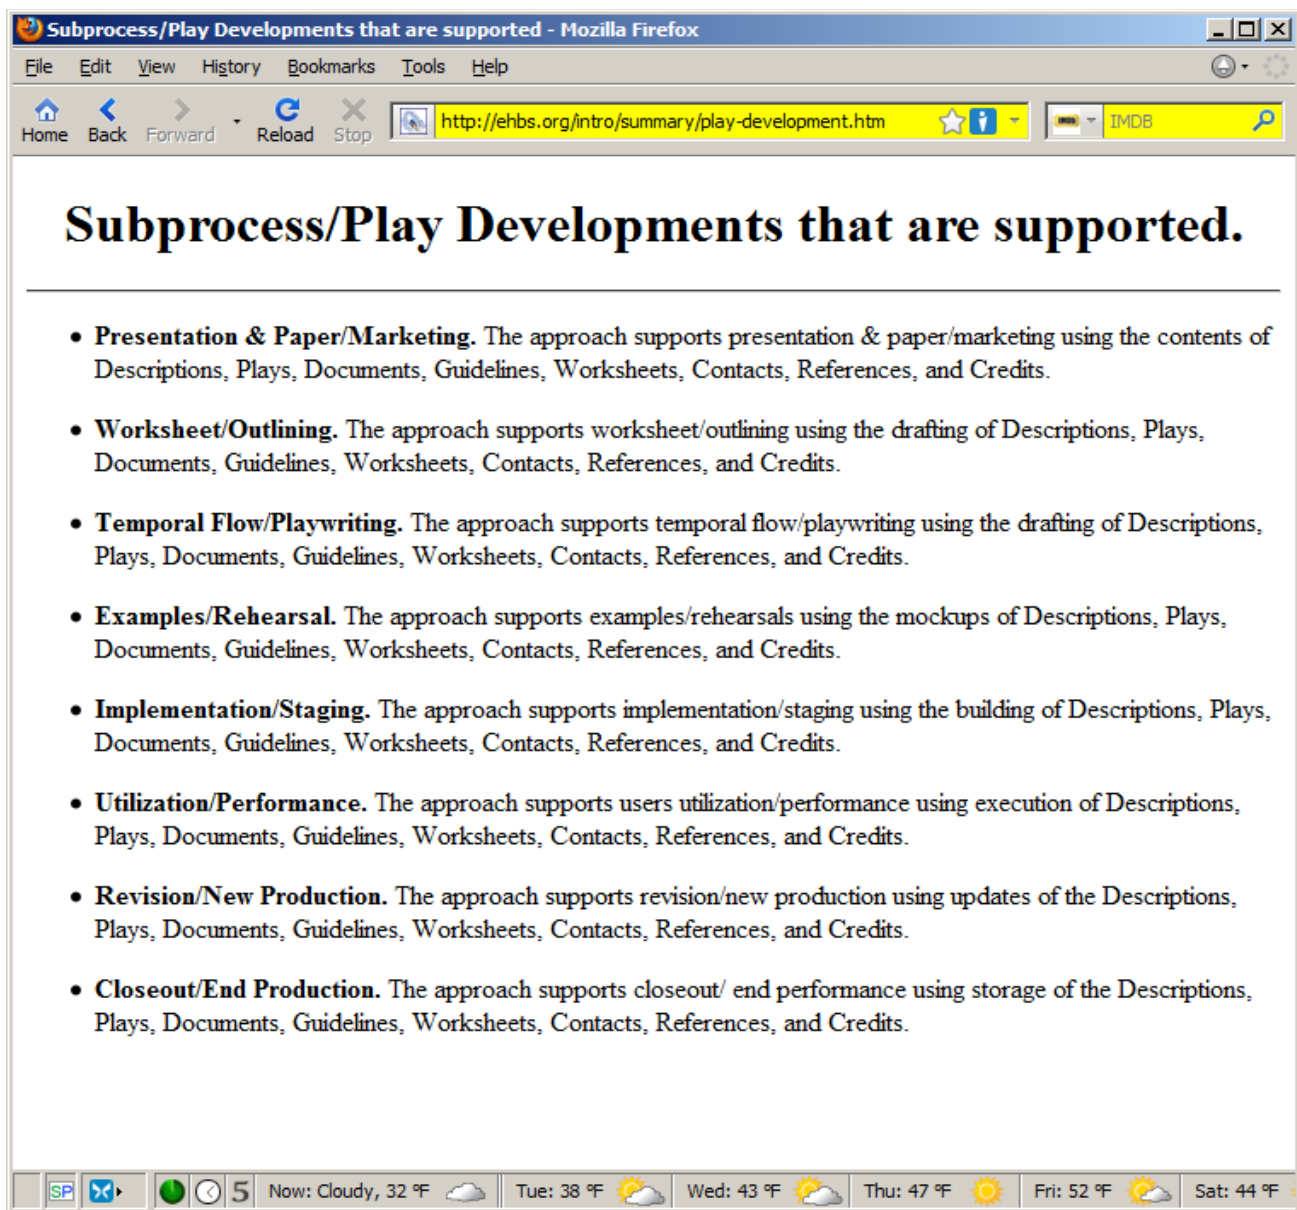 Subprocess/Play Developments that are supported - Mozilla Firefox
File Edit View History Bookmarks Tools Help
Home Back Forward Reload Stop http://ehbs.org/intro/summary/play-development.htm IMDB IMDB
Subprocess/Play Developments that are supported.
• Presentation & Paper/Marketing. The approach supports presentation & paper/marketing using the contents of
Descriptions, Plays, Documents, Guidelines, Worksheets, Contacts, References, and Credits.
• Worksheet/Outlining. The approach supports worksheet/outlining using the drafting of Descriptions, Plays,
Documents, Guidelines, Worksheets, Contacts, References, and Credits.
• Temporal Flow/Playwriting. The approach supports temporal flow/playwriting using the drafting of Descriptions,
Plays, Documents, Guidelines, Worksheets, Contacts, References, and Credits.
• Examples/Rehearsal. The approach supports examples/rehearsals using the mockups of Descriptions, Plays,
Documents, Guidelines, Worksheets, Contacts, References, and Credits.
• Implementation/Staging. The approach supports implementation/staging using the building of Descriptions, Plays,
Documents, Guidelines, Worksheets, Contacts, References, and Credits.
• Utilization/Performance. The approach supports users utilization/performance using execution of Descriptions,
Plays, Documents, Guidelines, Worksheets, Contacts, References, and Credits.
• Revision/New Production. The approach supports revision/new production using updates of the Descriptions,
Plays, Documents, Guidelines, Worksheets, Contacts, References, and Credits.
• Closeout/End Production. The approach supports closeout/ end performance using storage of the Descriptions,
Plays, Documents, Guidelines, Worksheets, Contacts, References, and Credits.
SP 5 Now: Cloudy, 32 °F Tue: 38 °F Wed: 43 °F Thu: 47 °F Fri: 52 °F Sat: 44 °F